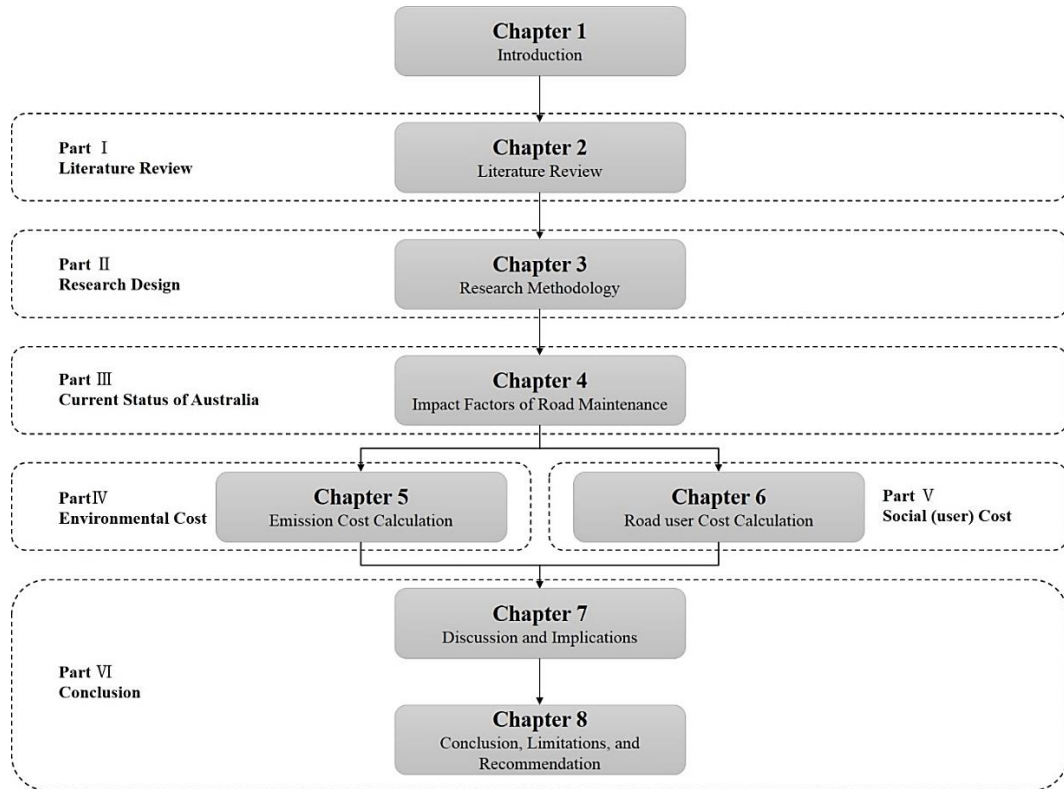 Chapter 1
Introduction
Part Ⅰ
Literature Review
Chapter 2
Literature Review
Part Ⅱ
Research Design
Chapter 3
Research Methodology
Part Ⅲ
Current Status of Australia
Chapter 4
Impact Factors of Road Maintenance
PartⅣ
Environmental Cost
Chapter 5
Emission Cost Calculation
Chapter 6
Road user Cost Calculation
Part Ⅴ
Social (user) Cost
Part Ⅵ
Conclusion
Chapter 7
Discussion and Implications
Chapter 8
Conclusion, Limitations, and
Recommendation